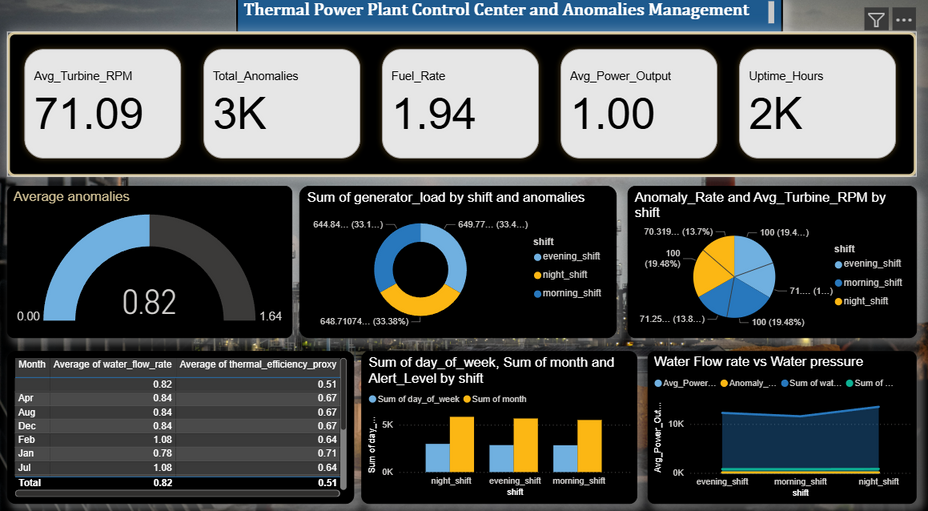 Thermal Power Plant Control Center and Anomalies Management
Avg_Turbine_RPM
71.09
Total_Anomalies
3K
Fuel_Rate
1.94
Avg_Power_Output
1.00
Uptime_Hours
2K
Average anomalies
0.82
0.00
1.64
Sum of generator_load by shift and anomalies
644.84... (33.1...)
649.77... (33.4...)
648.71074... (33.38%)
shift
evening_shift
night_shift
morning_shift
Anomaly_Rate and Avg_Turbine_RPM by
shift
70.319... (13.7%)
100 (19.4...)
100
(19.48%)
71.... (1...)
71.25... (13.8...)
100 (19.48%)
shift
evening_shift
morning_shift
night_shift
Month Average of water_flow_rate Average of thermal_efficiency_proxy
0.82 0.51
Apr 0.84 0.67
Aug 0.84 0.67
Dec 0.84 0.67
Feb 1.08 0.64
Jan 0.78 0.71
Jul 1.08 0.64
Total 0.82 0.51
Sum of day_of_week, Sum of month and
Alert_Level by shift
Sum of day_of_week Sum of month
Sum of day_...
5K
0K
night_shift evening_shift morning_shift
shift
Water Flow rate vs Water pressure
Avg_Power... Anomaly_... Sum of wat... Sum of ...
Avg_Power_Out...
10K
0K
evening_shift morning_shift night_shift
shift